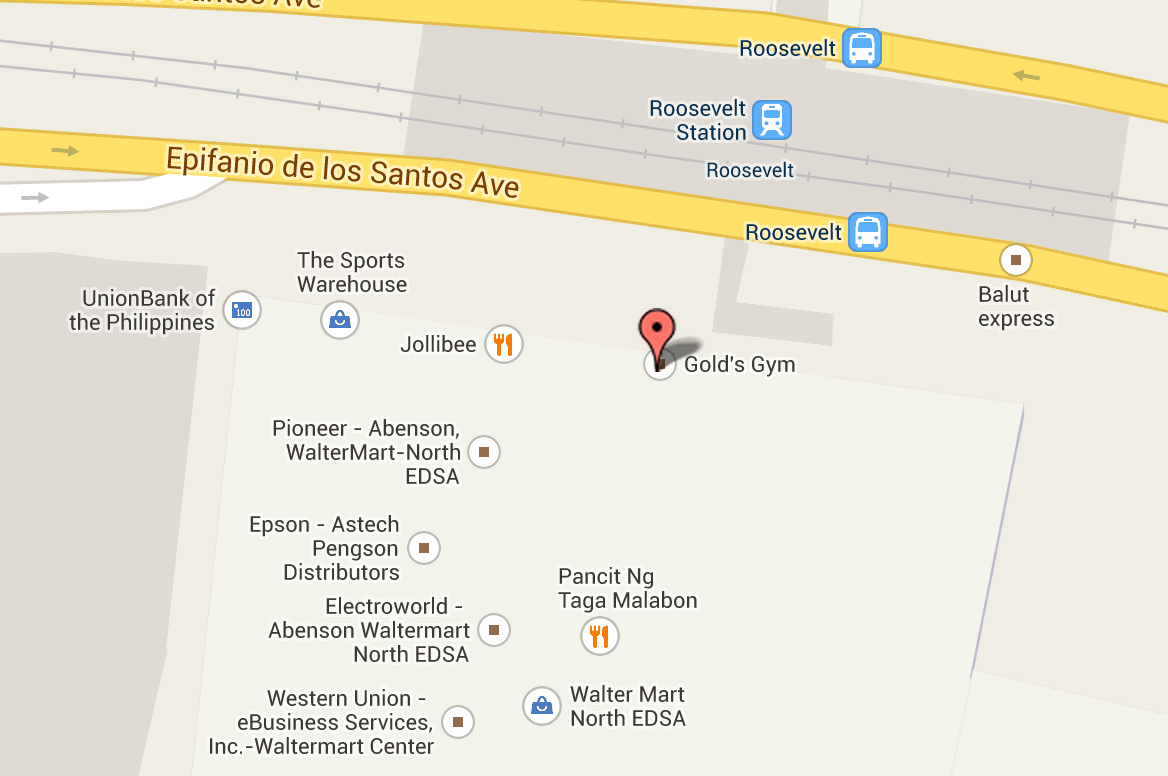 Santos Ave
Roosevelt
Roosevelt
Station
Roosevelt
Epifanio de los Santos Ave
Roosevelt
The Sports
Warehouse
UnionBank of
the Philippines
100
Balut
express
Jollibee
Gold's Gym
Pioneer - Abenson,
WalterMart-North
EDSA
Epson - Astech
Pengson
Distributors
Pancit Ng
Taga Malabon
Electroworld -
Abenson Waltermart
North EDSA
Walter Mart
North EDSA
Western Union -
eBusiness Services,
Inc.-Waltermart Center